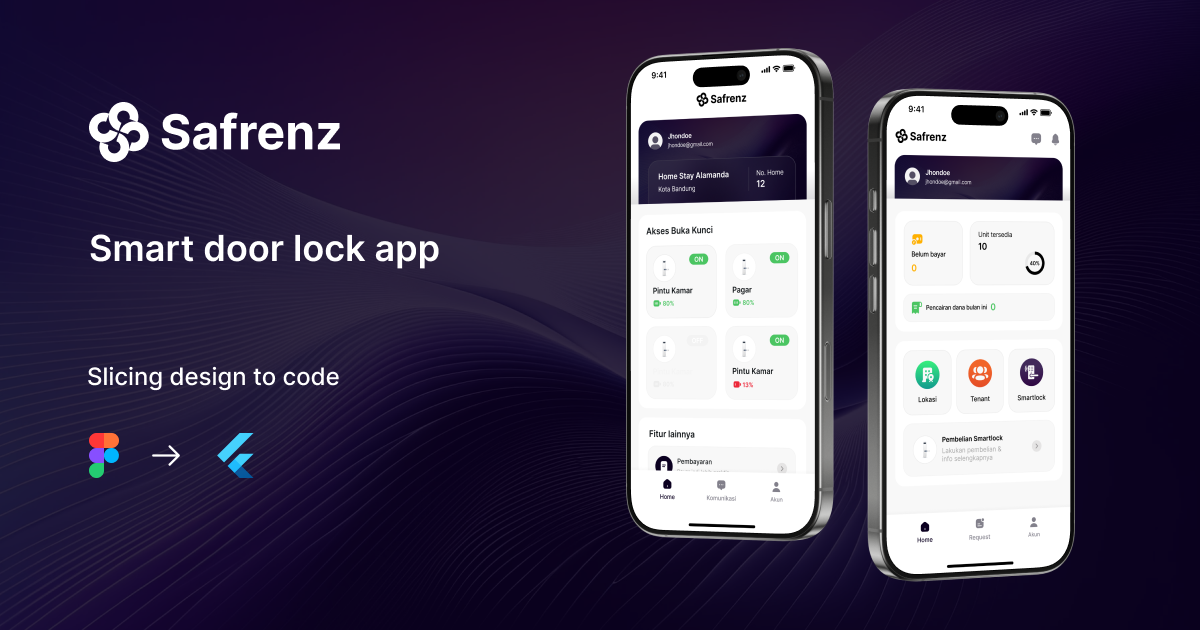 Safrenz
Smart door lock app
Slicing design to code
9:41
Safrenz
Jhondoe
jhondoe@gmail.com
Home Stay Alamanda
Kota Bandung
No. Home
12
Akses Buka Kunci
ON
Pintu Kamar
80%
ON
Pagar
80%
ON
Pintu Kamar
13%
Fitur lainnya
Pembayaran
Home
Komunikasi
Akun
9:41
Safrenz
Jhondoe
jhondoe@gmail.com
Belum bayar
0
Unit tersedia
10
40%
Pencairan dana bulan ini 0
Lokasi
Tenant
Smartlock
Pembelian Smartlock
Lakukan pembelian &
info selengkapnya
Home
Request
Akun